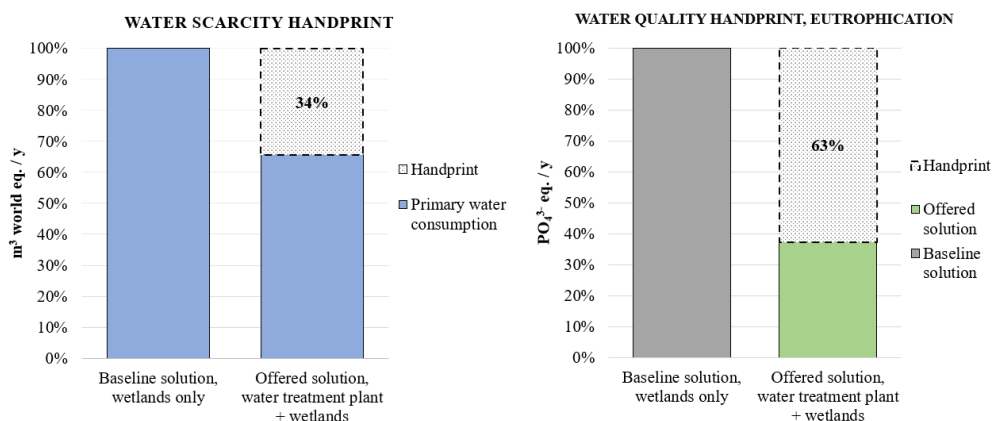 WATER SCARCITY HANDPRINT
m³ world eq. / y
100%
90%
80%
70%
60%
50%
40%
30%
20%
10%
0%
34%
Baseline solution,
wetlands only
Offered solution,
water treatment plant
+ wetlands
Handprint
Primary water
consumption
WATER QUALITY HANDPRINT, EUTROPHICATION
PO₄³⁻ eq. / y
100%
90%
80%
70%
60%
50%
40%
30%
20%
10%
0%
63%
Baseline solution,
wetlands only
Offered solution,
water treatment plant
+ wetlands
Handprint
Offered
solution
Baseline
solution